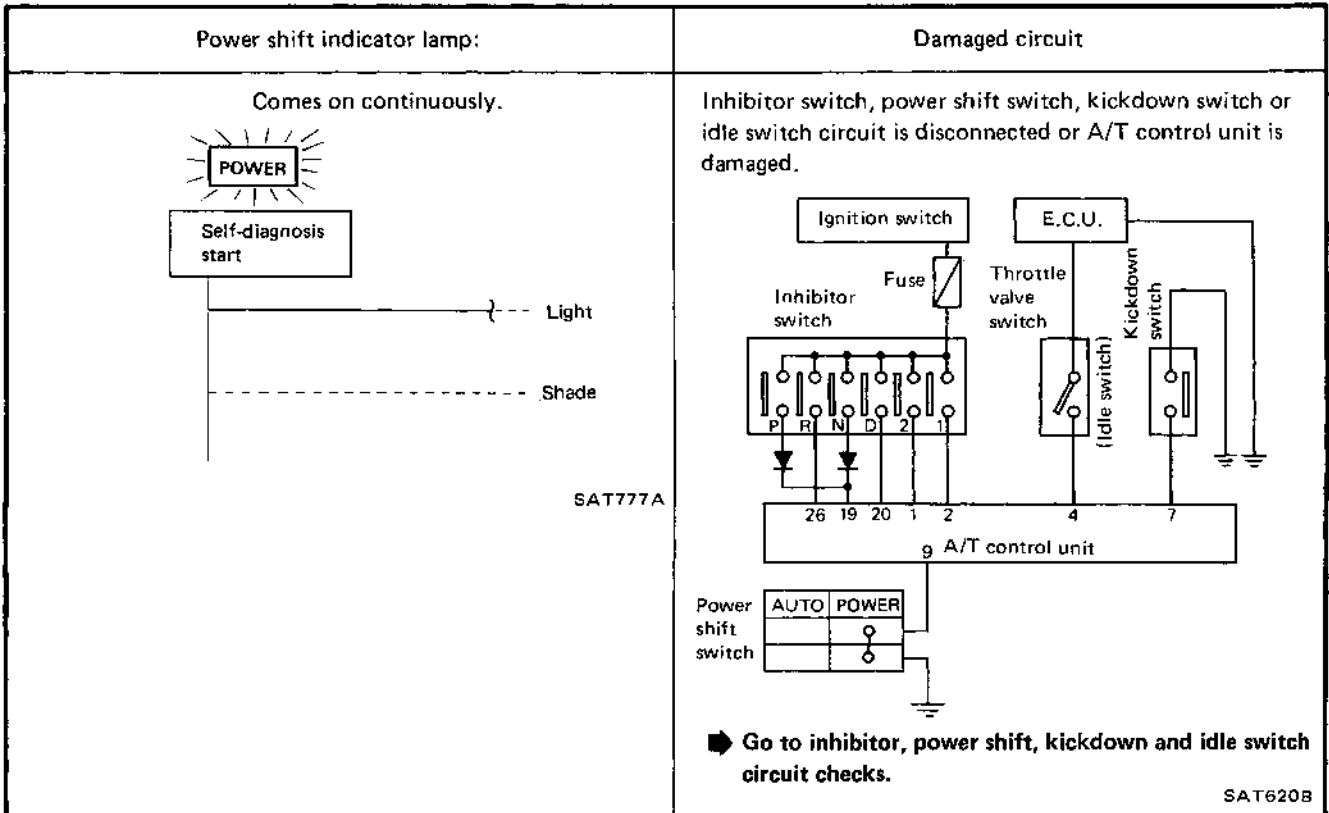 Power shift indicator lamp:
Damaged circuit
Comes on continuously.
POWER
Self-diagnosis
start
Light
Shade
SAT777A
Inhibitor switch, power shift switch, kickdown switch or
idle switch circuit is disconnected or A/T control unit is
damaged.
Ignition switch
E.C.U.
Fuse
Throttle
valve
switch
Kickdown
switch
Inhibitor
switch
(Idle switch)
P R N D 2 1
26 19 20 1 2 4 7
9 A/T control unit
Power
shift
switch
AUTO POWER
Go to inhibitor, power shift, kickdown and idle switch
circuit checks.
SAT620B